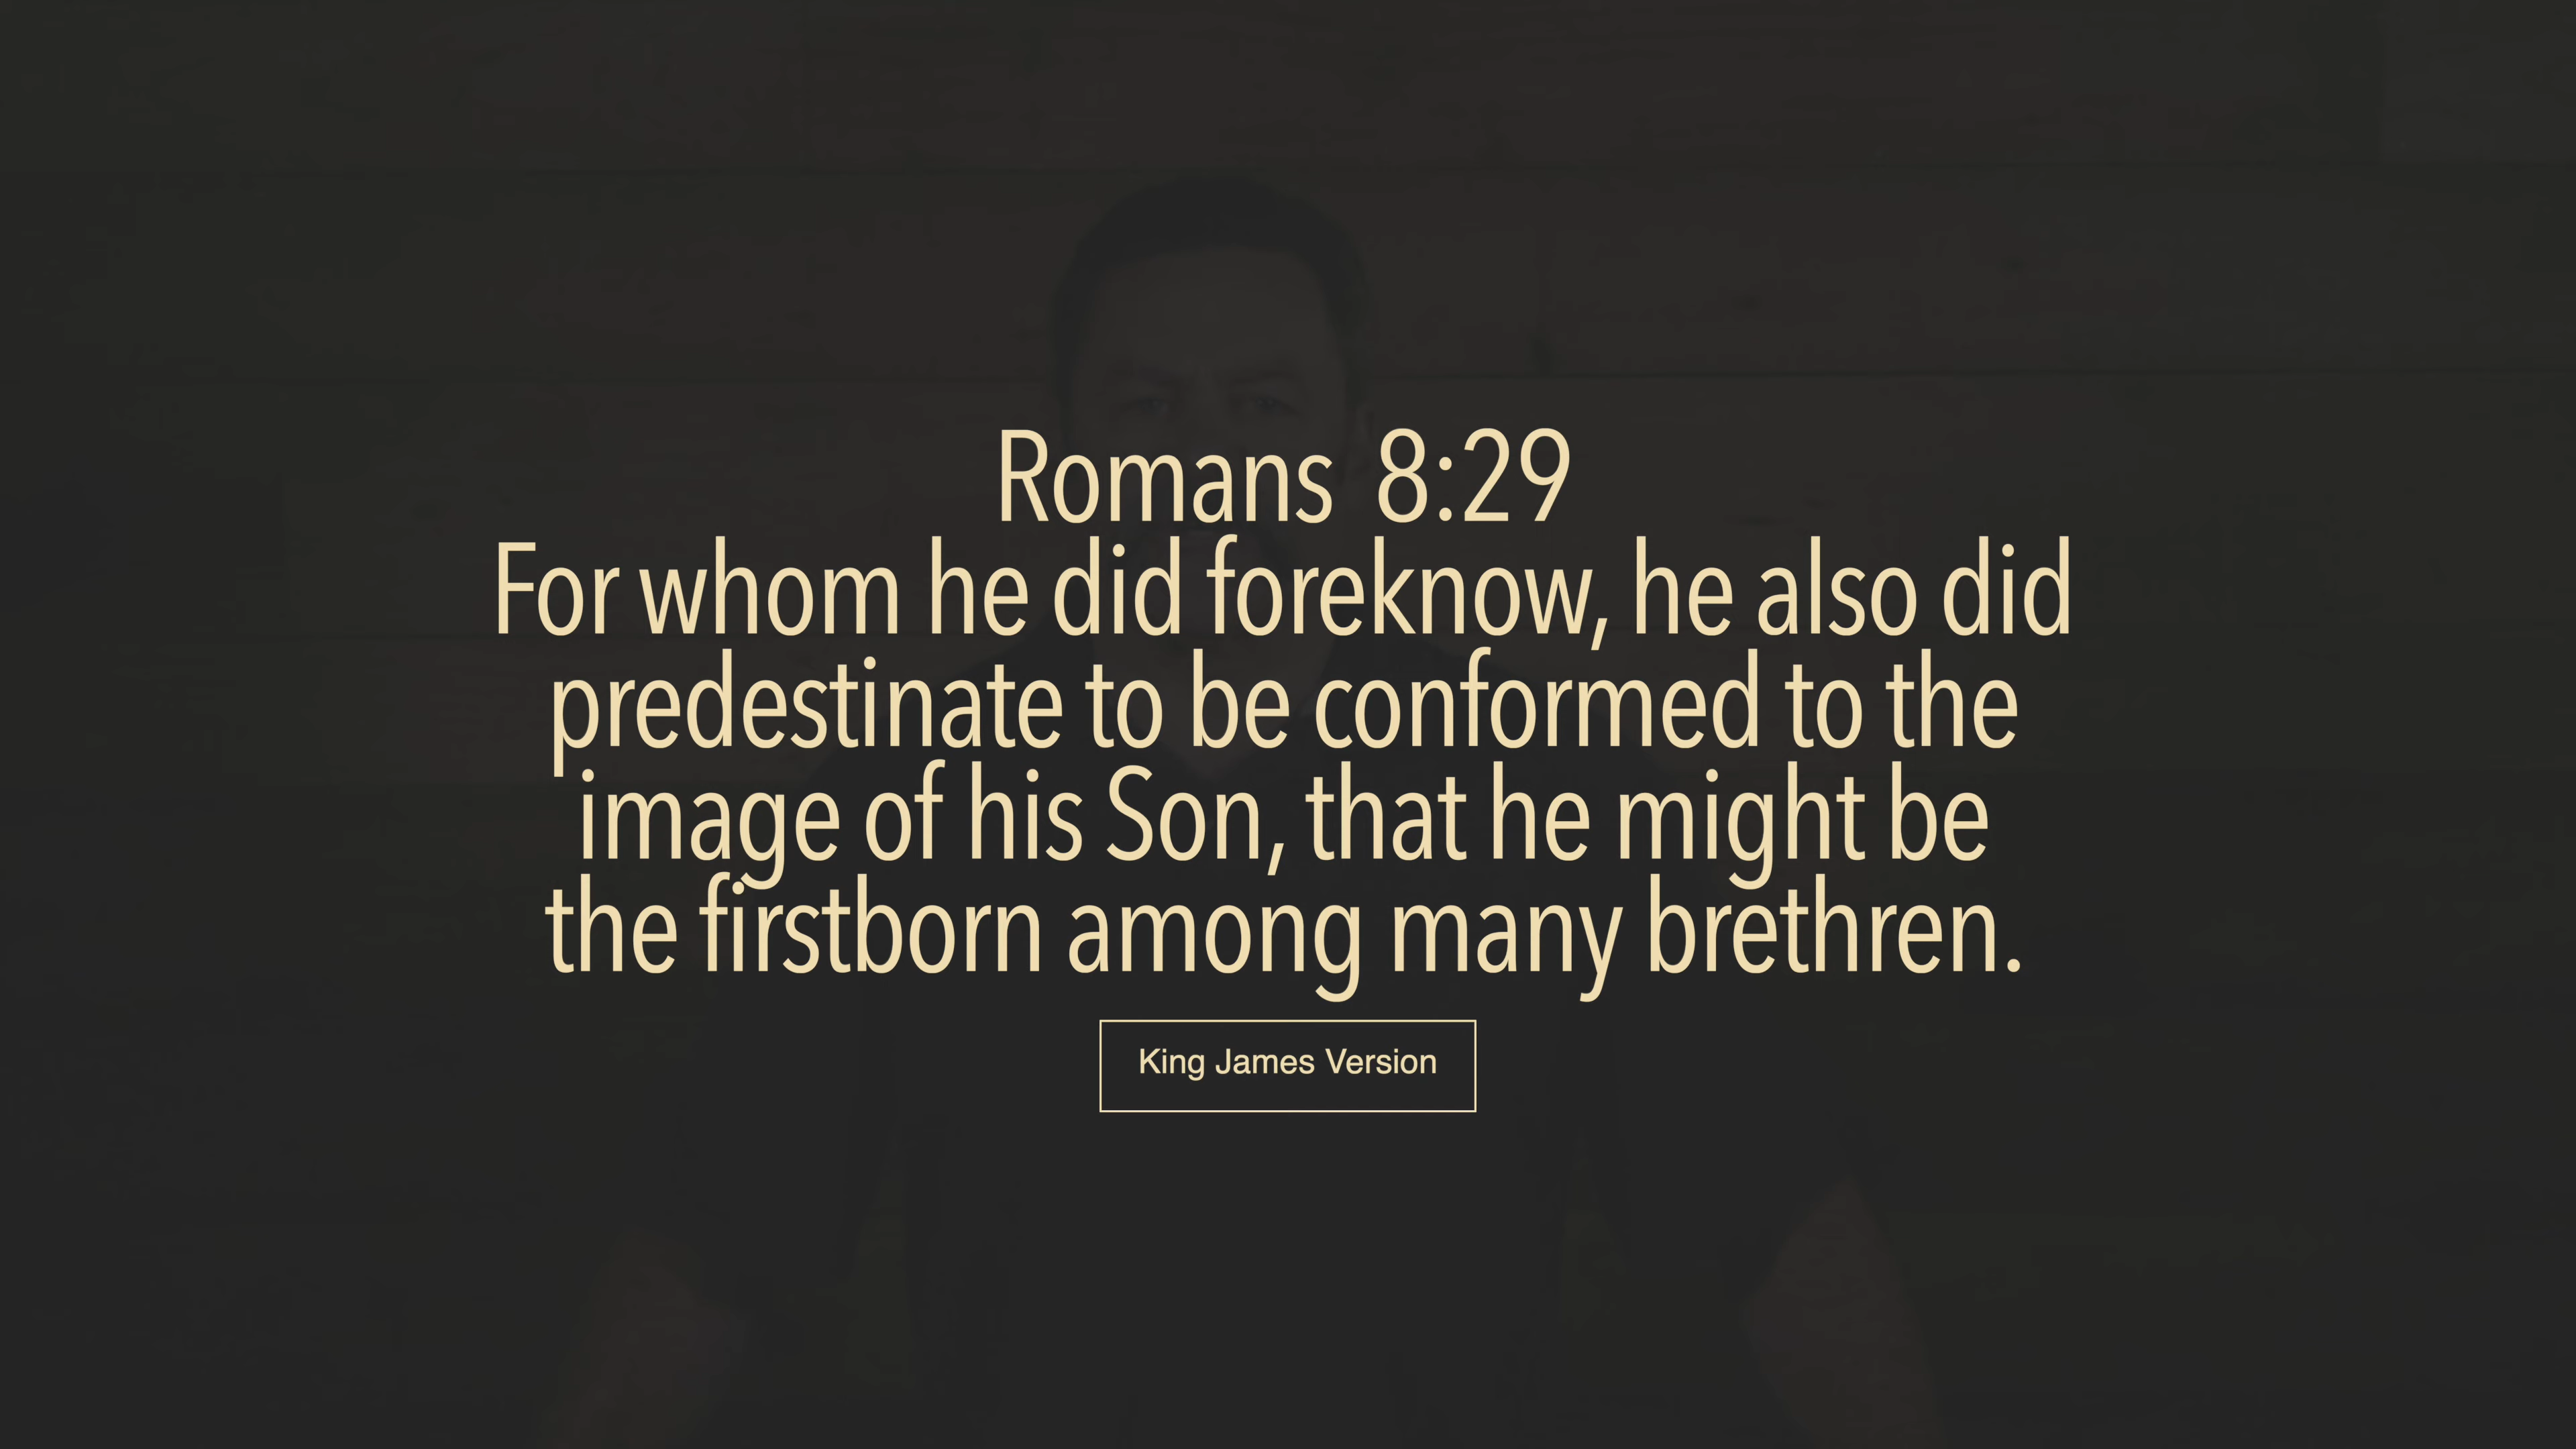 Romans 8:29
For whom he did foreknow, he also did
predestinate to be conformed to the
image of his Son, that he might be
the firstborn among many brethren.
King James Version